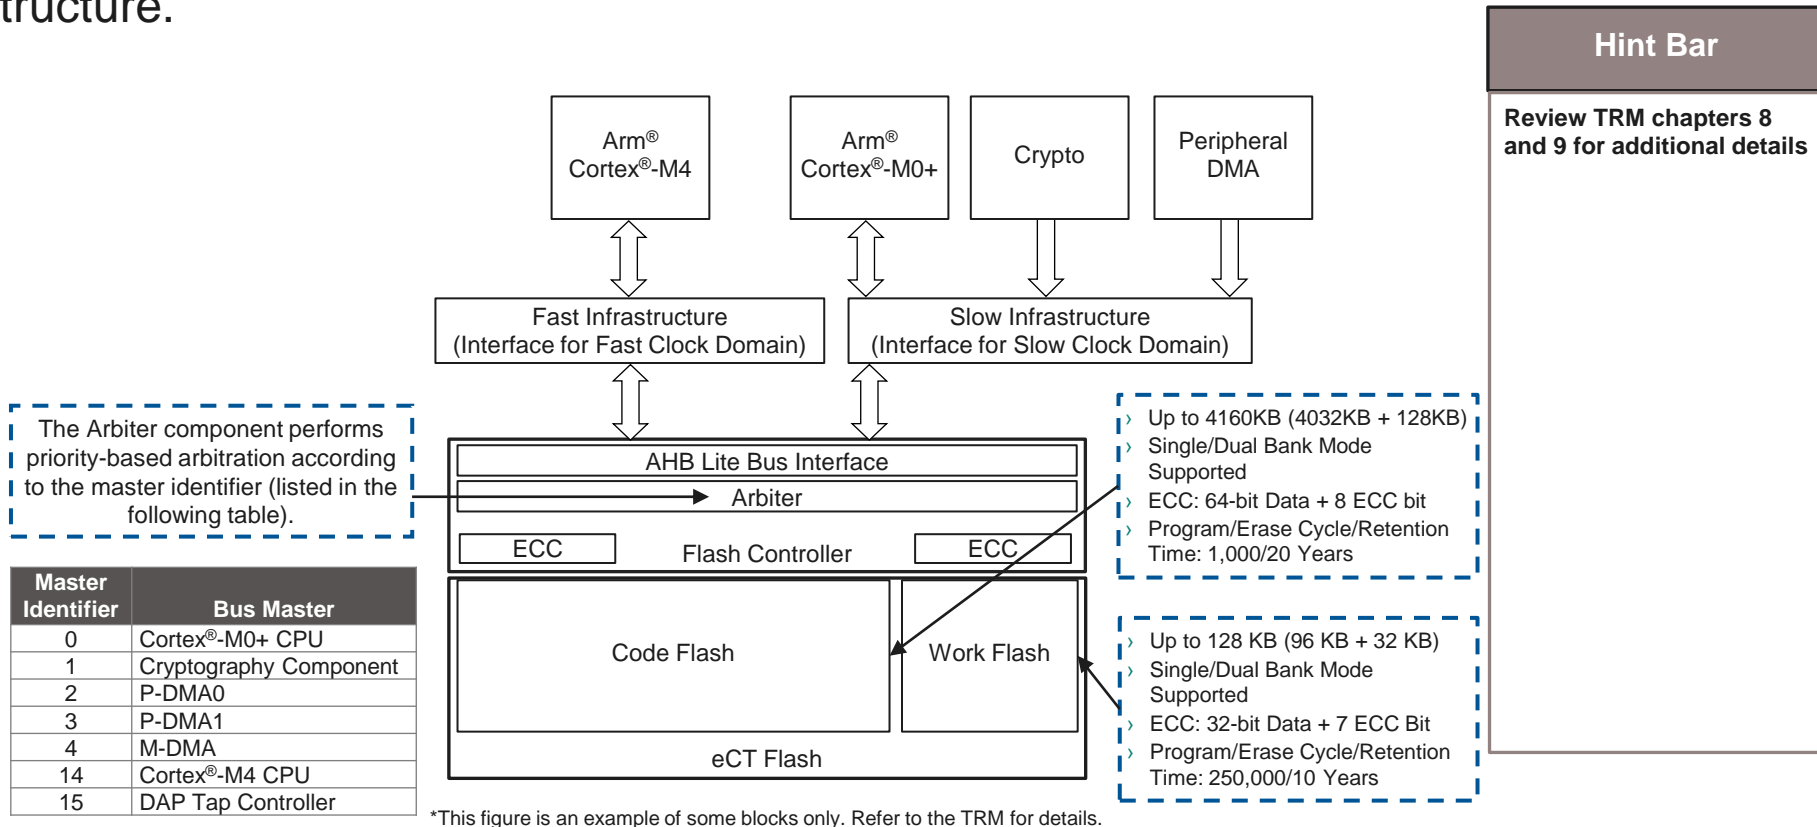 tructure.
Hint Bar
Review TRM chapters 8
and 9 for additional details
Arm®
Cortex®-M4
Arm®
Cortex®-M0+
Crypto
Peripheral
DMA
Fast Infrastructure
(Interface for Fast Clock Domain)
Slow Infrastructure
(Interface for Slow Clock Domain)
The Arbiter component performs
priority-based arbitration according
to the master identifier (listed in the
following table).
AHB Lite Bus Interface
Arbiter
ECC
Flash Controller
ECC
Code Flash
Work Flash
eCT Flash
› Up to 4160KB (4032KB + 128KB)
› Single/Dual Bank Mode
Supported
› ECC: 64-bit Data + 8 ECC bit
› Program/Erase Cycle/Retention
Time: 1,000/20 Years
› Up to 128 KB (96 KB + 32 KB)
› Single/Dual Bank Mode
Supported
› ECC: 32-bit Data + 7 ECC Bit
› Program/Erase Cycle/Retention
Time: 250,000/10 Years
Master
Identifier Bus Master
0 Cortex®-M0+ CPU
1 Cryptography Component
2 P-DMA0
3 P-DMA1
4 M-DMA
14 Cortex®-M4 CPU
15 DAP Tap Controller
*This figure is an example of some blocks only. Refer to the TRM for details.